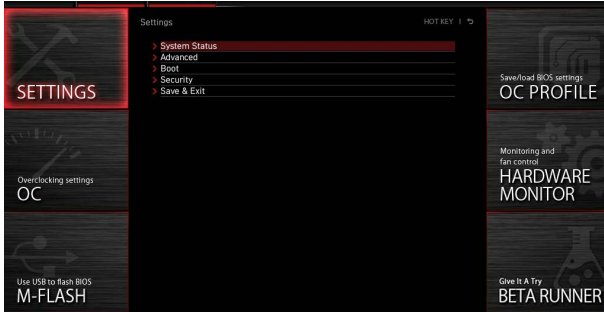 Settings
HOT KEY | ↩
> System Status
> Advanced
> Boot
> Security
> Save & Exit
SETTINGS
Overclocking settings
OC
Use USB to flash BIOS
M-FLASH
Save/load BIOS settings
OC PROFILE
Monitoring and
fan control
HARDWARE
MONITOR
Give It A Try
BETA RUNNER